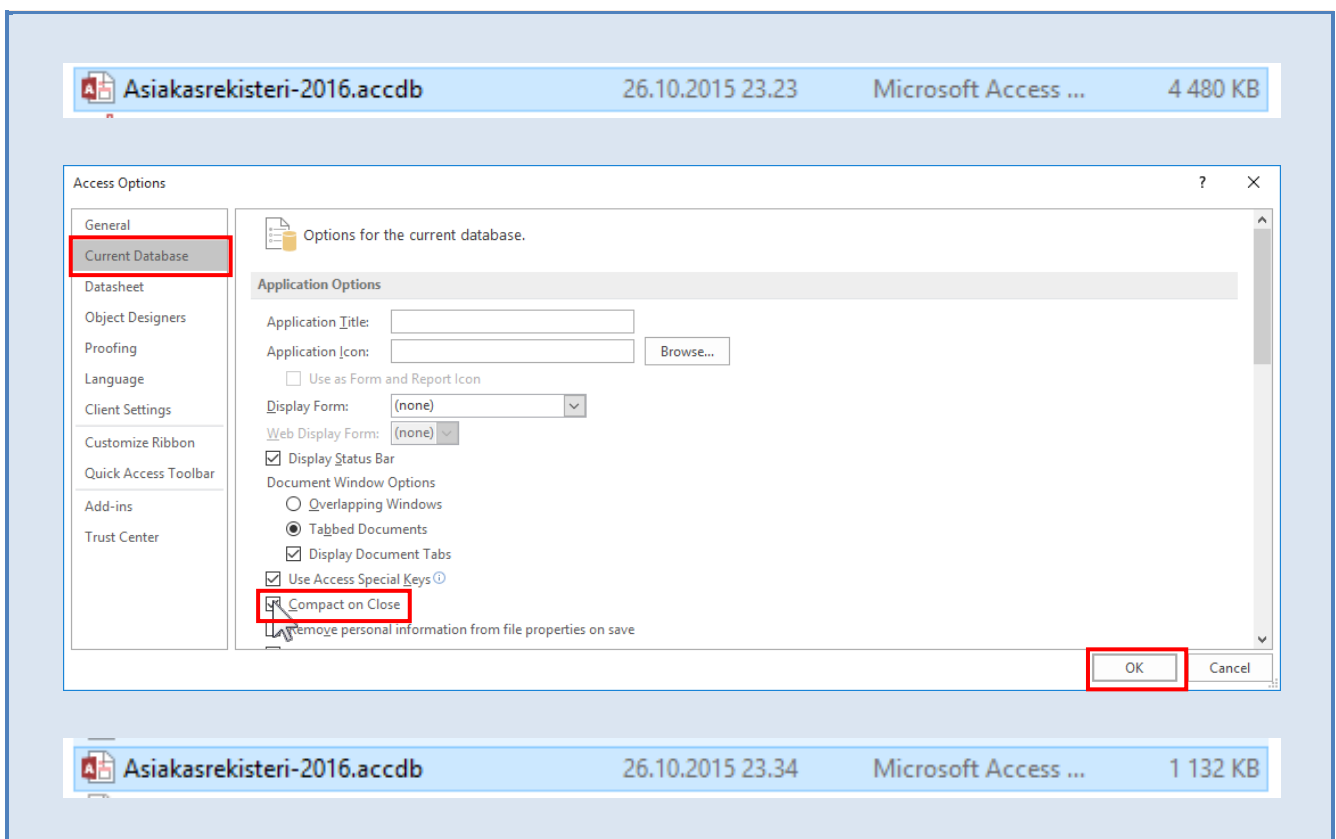 Asiakasrekisteri-2016.accdb 26.10.2015 23.23 Microsoft Access ... 4 480 KB
Access Options ?
General
Current Database
Datasheet
Object Designers
Proofing
Language
Client Settings
Customize Ribbon
Quick Access Toolbar
Add-ins
Trust Center
Options for the current database.
Application Options
Application Title:
Application Icon: Browse...
Use as Form and Report Icon
Display Form: (none)
Web Display Form: (none)
Display Status Bar
Document Window Options
Overlapping Windows
Tabbed Documents
Display Document Tabs
Use Access Special Keys
Compact on Close
Remove personal information from file properties on save
OK Cancel
Asiakasrekisteri-2016.accdb 26.10.2015 23.34 Microsoft Access ... 1 132 KB